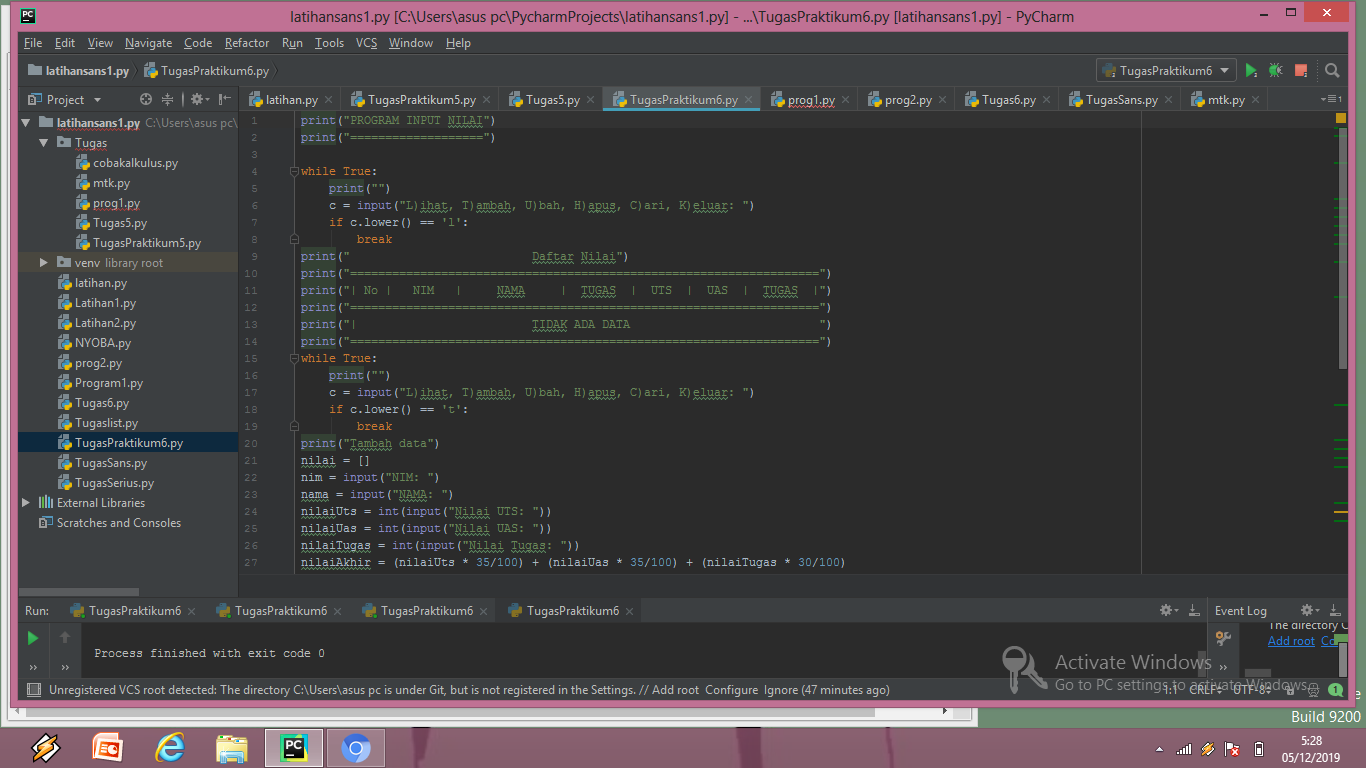 latihansans1.py [C:\Users\asus pc\PycharmProjects\latihansans1.py] - ...\TugasPraktikum6.py [latihansans1.py] - PyCharm
File Edit View Navigate Code Refactor Run Tools VCS Window Help
latihansans1.py TugasPraktikum6.py TugasPraktikum6
Project latihan.py TugasPraktikum5.py Tugas5.py TugasPraktikum6.py prog1.py prog2.py Tugas6.py TugasSans.py mtk.py
latihansans1.py C:\Users\asus pc\
Tugas
cobakalkulus.py
mtk.py
prog1.py
Tugas5.py
TugasPraktikum5.py
venv library root
latihan.py
Latihan1.py
Latihan2.py
NYOBA.py
prog2.py
Program1.py
Tugas6.py
Tugaslist.py
TugasPraktikum6.py
TugasSans.py
TugasSerius.py
External Libraries
Scratches and Consoles
1 print("PROGRAM INPUT NILAI")
2 print("===================")
3
4 while True:
5     print("")
6     c = input("L)ihat, T)ambah, U)bah, H)apus, C)ari, K)eluar: ")
7     if c.lower() == 'l':
8         break
9 print("                          Daftar Nilai")
10 print("===================================================================")
11 print("| No |   NIM   |     NAMA     |  TUGAS  |  UTS  |  UAS  |  TUGAS  |")
12 print("===================================================================")
13 print("|                         TIDAK ADA DATA                           ")
14 print("===================================================================")
15 while True:
16     print("")
17     c = input("L)ihat, T)ambah, U)bah, H)apus, C)ari, K)eluar: ")
18     if c.lower() == 't':
19         break
20 print("Tambah data")
21 nilai = []
22 nim = input("NIM: ")
23 nama = input("NAMA: ")
24 nilaiUts = int(input("Nilai UTS: "))
25 nilaiUas = int(input("Nilai UAS: "))
26 nilaiTugas = int(input("Nilai Tugas: "))
27 nilaiAkhir = (nilaiUts * 35/100) + (nilaiUas * 35/100) + (nilaiTugas * 30/100)
Run: TugasPraktikum6 TugasPraktikum6 TugasPraktikum6 TugasPraktikum6
Process finished with exit code 0
Event Log
The directory C
Add root Co
Activate Windows
Go to PC settings to activate Windows.
Unregistered VCS root detected: The directory C:\Users\asus pc is under Git, but is not registered in the Settings. // Add root Configure Ignore (47 minutes ago)
1:1 CRLF UTF-8 1
Build 9200
5:28
05/12/2019